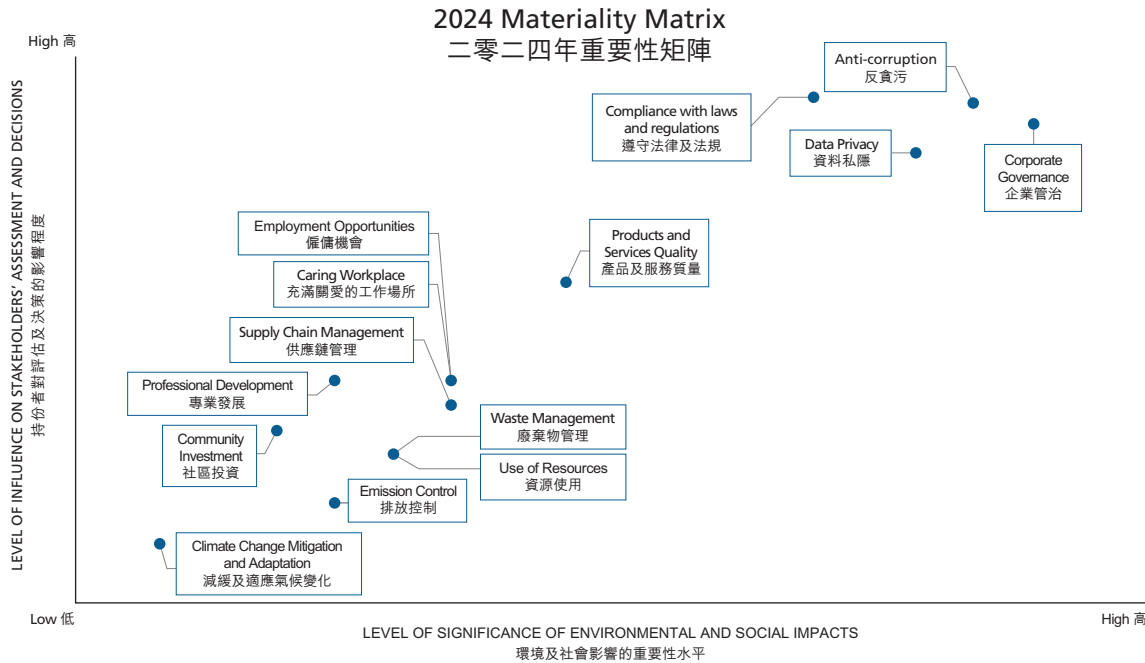 2024 Materiality Matrix
二零二四年重要性矩陣
High 高
LEVEL OF INFLUENCE ON STAKEHOLDERS' ASSESSMENT AND DECISIONS
持份者對評估及決策的影響程度
Anti-corruption
反貪污
Compliance with laws
and regulations
遵守法律及法規
Data Privacy
資料私隱
Corporate
Governance
企業管治
Employment Opportunities
僱傭機會
Products and
Services Quality
產品及服務質量
Caring Workplace
充滿關愛的工作場所
Supply Chain Management
供應鏈管理
Professional Development
專業發展
Waste Management
廢棄物管理
Community
Investment
社區投資
Use of Resources
資源使用
Emission Control
排放控制
Climate Change Mitigation
and Adaptation
減緩及適應氣候變化
Low 低
High 高
LEVEL OF SIGNIFICANCE OF ENVIRONMENTAL AND SOCIAL IMPACTS
環境及社會影響的重要性水平